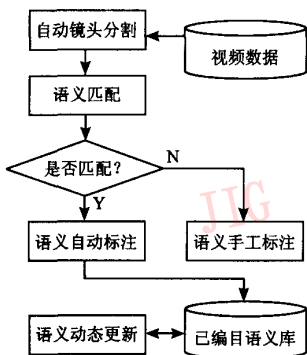 自动镜头分割
视频数据
语义匹配
是否匹配?
N
Y
JIG
语义自动标注
语义手工标注
语义动态更新
已编目语义库